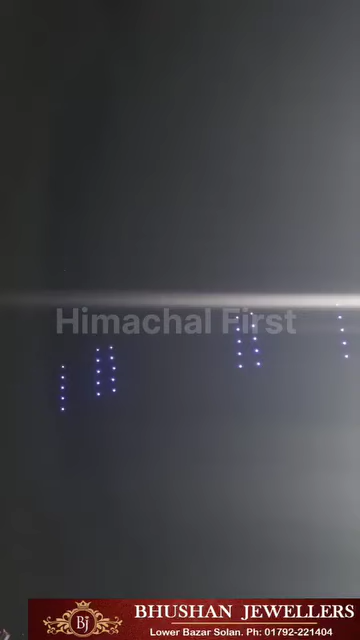 Himachal First
BJ
BHUSHAN JEWELLERS
Lower Bazar Solan. Ph: 01792-221404